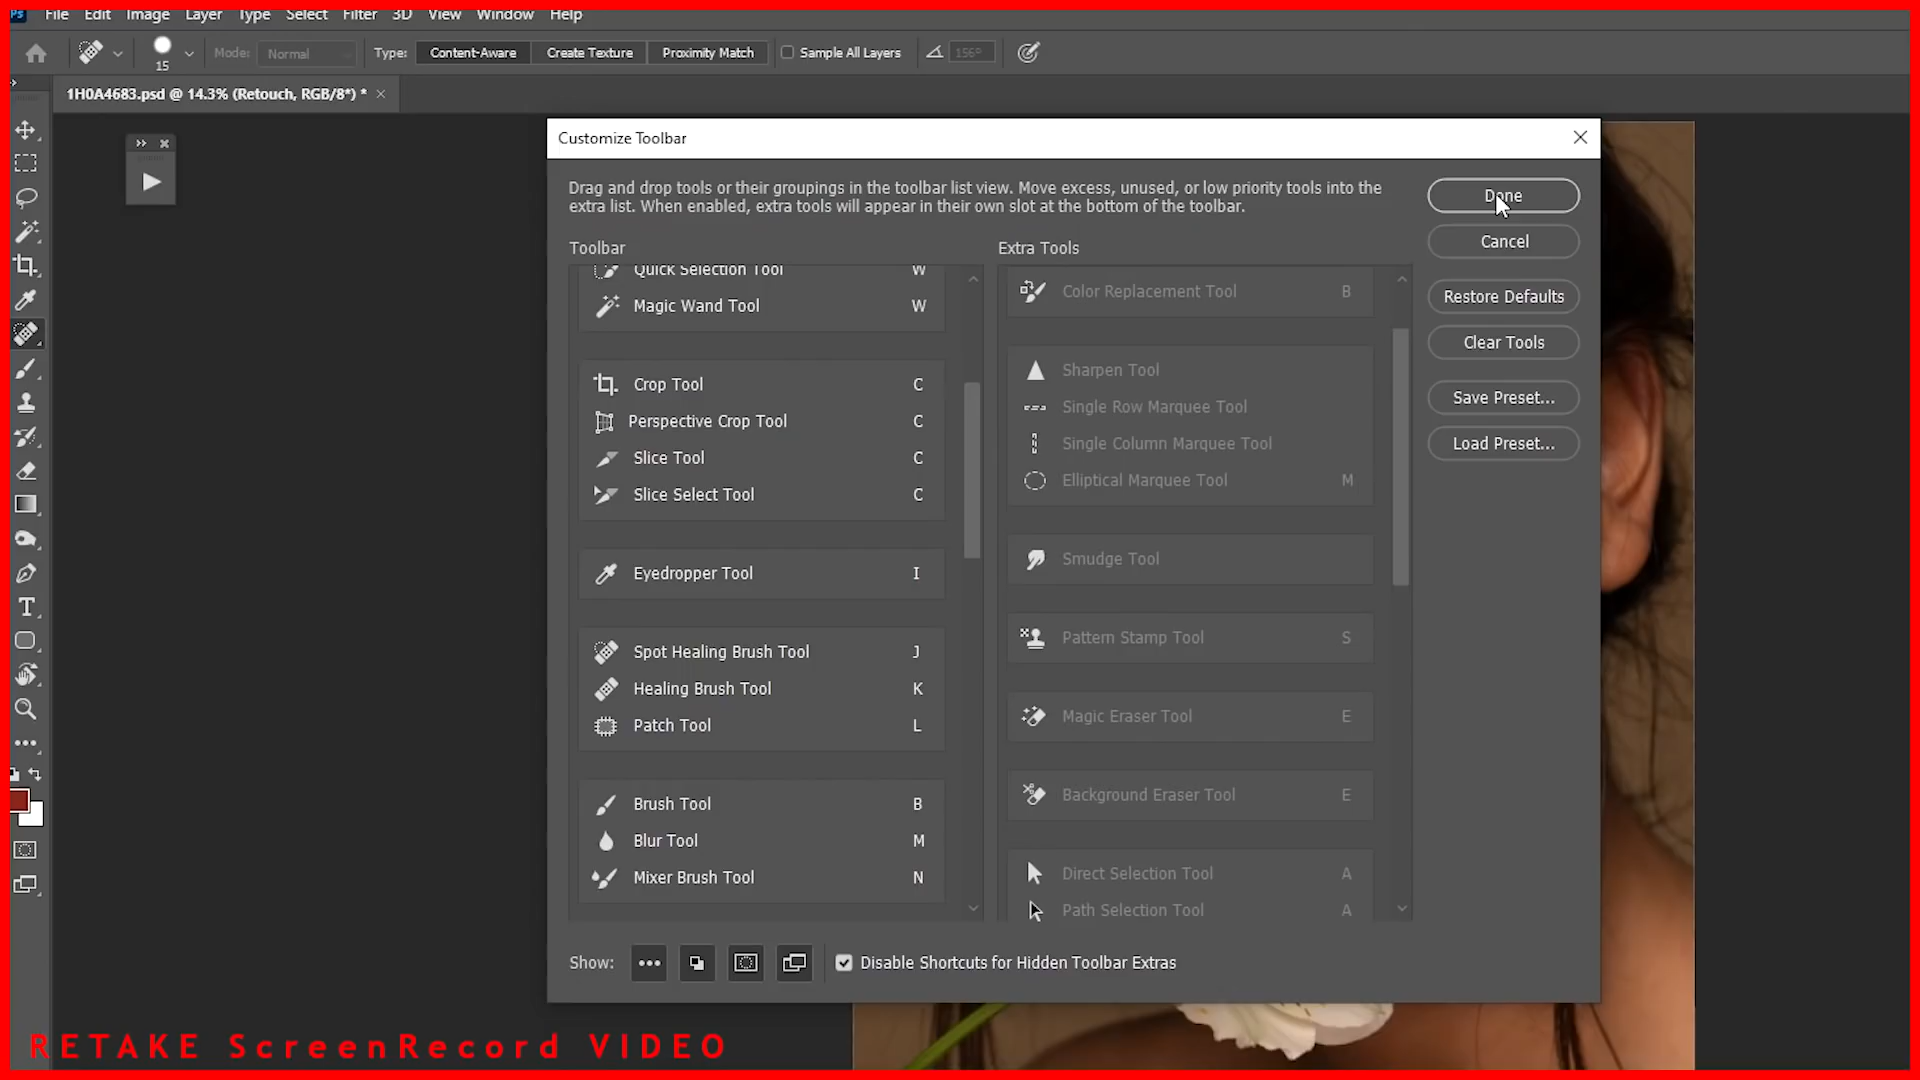 Ps File Edit Image Layer Type Select Filter 3D View Window Help
15 Mode: Normal Type: Content-Aware Create Texture Proximity Match Sample All Layers 156°
1H0A4683.psd @ 14.3% (Retouch, RGB/8*) *
Customize Toolbar
Drag and drop tools or their groupings in the toolbar list view. Move excess, unused, or low priority tools into the
extra list. When enabled, extra tools will appear in their own slot at the bottom of the toolbar.
Toolbar
Quick Selection Tool W
Magic Wand Tool W
Crop Tool C
Perspective Crop Tool C
Slice Tool C
Slice Select Tool C
Eyedropper Tool I
Spot Healing Brush Tool J
Healing Brush Tool K
Patch Tool L
Brush Tool B
Blur Tool M
Mixer Brush Tool N
Extra Tools
Color Replacement Tool B
Sharpen Tool
Single Row Marquee Tool
Single Column Marquee Tool
Elliptical Marquee Tool M
Smudge Tool
Pattern Stamp Tool S
Magic Eraser Tool E
Background Eraser Tool E
Direct Selection Tool A
Path Selection Tool A
Done
Cancel
Restore Defaults
Clear Tools
Save Preset...
Load Preset...
Show: Disable Shortcuts for Hidden Toolbar Extras
RETAKE ScreenRecord VIDEO